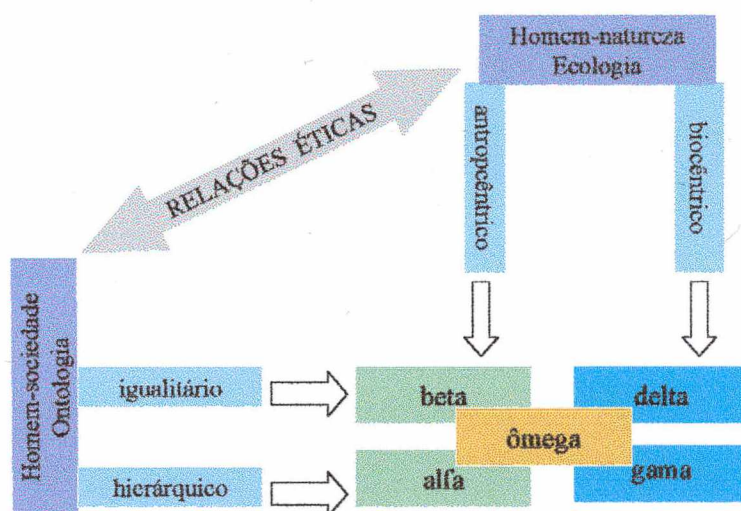 Homem-natureza
Ecologia
antropcêntrico
biocêntrico
RELAÇÕES ÉTICAS
Homem-sociedade
Ontologia
igualitário
beta
delta
ômega
hierárquico
alfa
gama